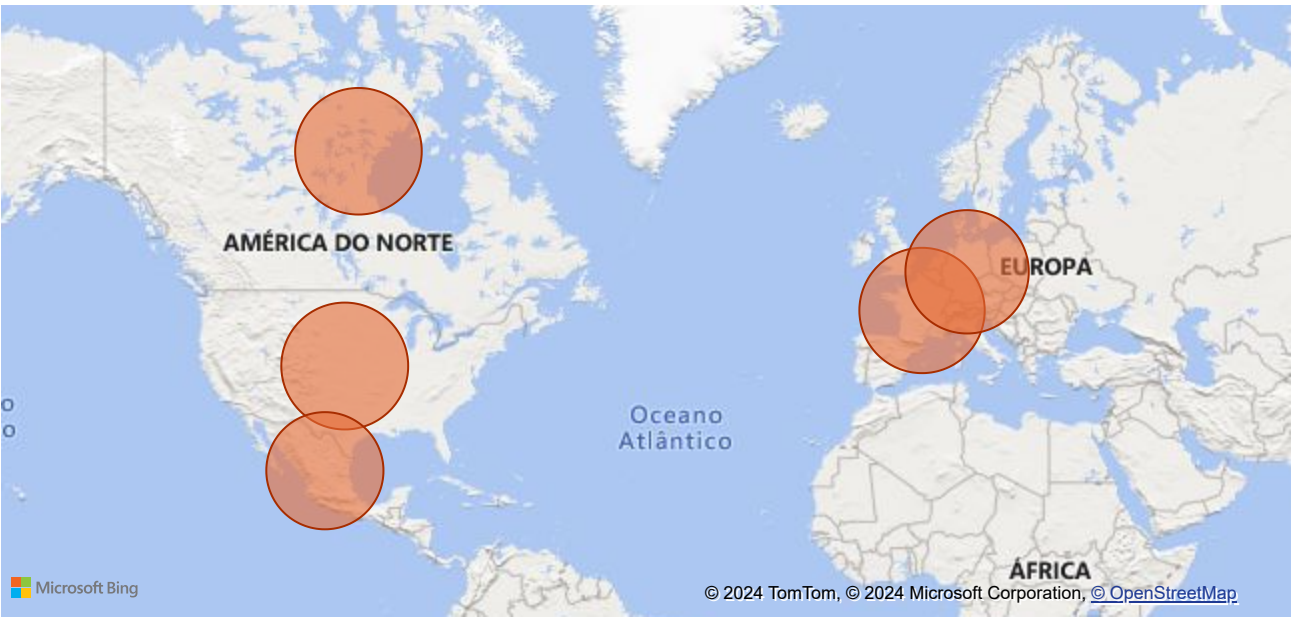 AMÉRICA DO NORTE
EUROPA
o
o
Oceano
Atlântico
ÁFRICA
Microsoft Bing
© 2024 TomTom, © 2024 Microsoft Corporation, © OpenStreetMap